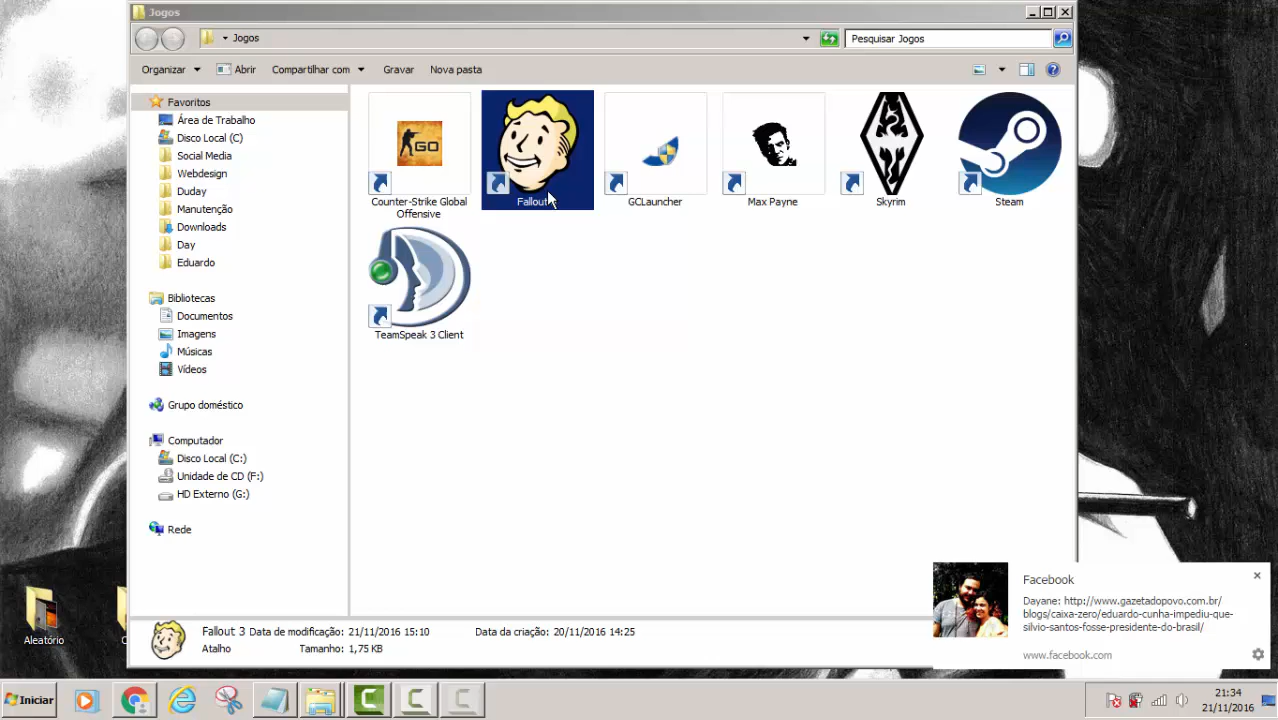 Jogos
Jogos
Pesquisar Jogos
Organizar
Abrir
Compartilhar com
Gravar
Nova pasta
Favoritos
Área de Trabalho
Disco Local (C)
Social Media
Webdesign
Duday
Manutenção
Downloads
Day
Eduardo
Bibliotecas
Documentos
Imagens
Músicas
Vídeos
Grupo doméstico
Computador
Disco Local (C:)
Unidade de CD (F:)
HD Externo (G:)
Rede
GO
Counter-Strike Global
Offensive
Fallout
GCLauncher
Max Payne
Skyrim
Steam
TeamSpeak 3 Client
Fallout 3 Data de modificação: 21/11/2016 15:10
Data da criação: 20/11/2016 14:25
Atalho
Tamanho: 1,75 KB
Facebook
Dayane: http://www.gazetadopovo.com.br/
blogs/caixa-zero/eduardo-cunha-impediu-que-
silvio-santos-fosse-presidente-do-brasil/
www.facebook.com
Aleatório
Iniciar
21:34
21/11/2016